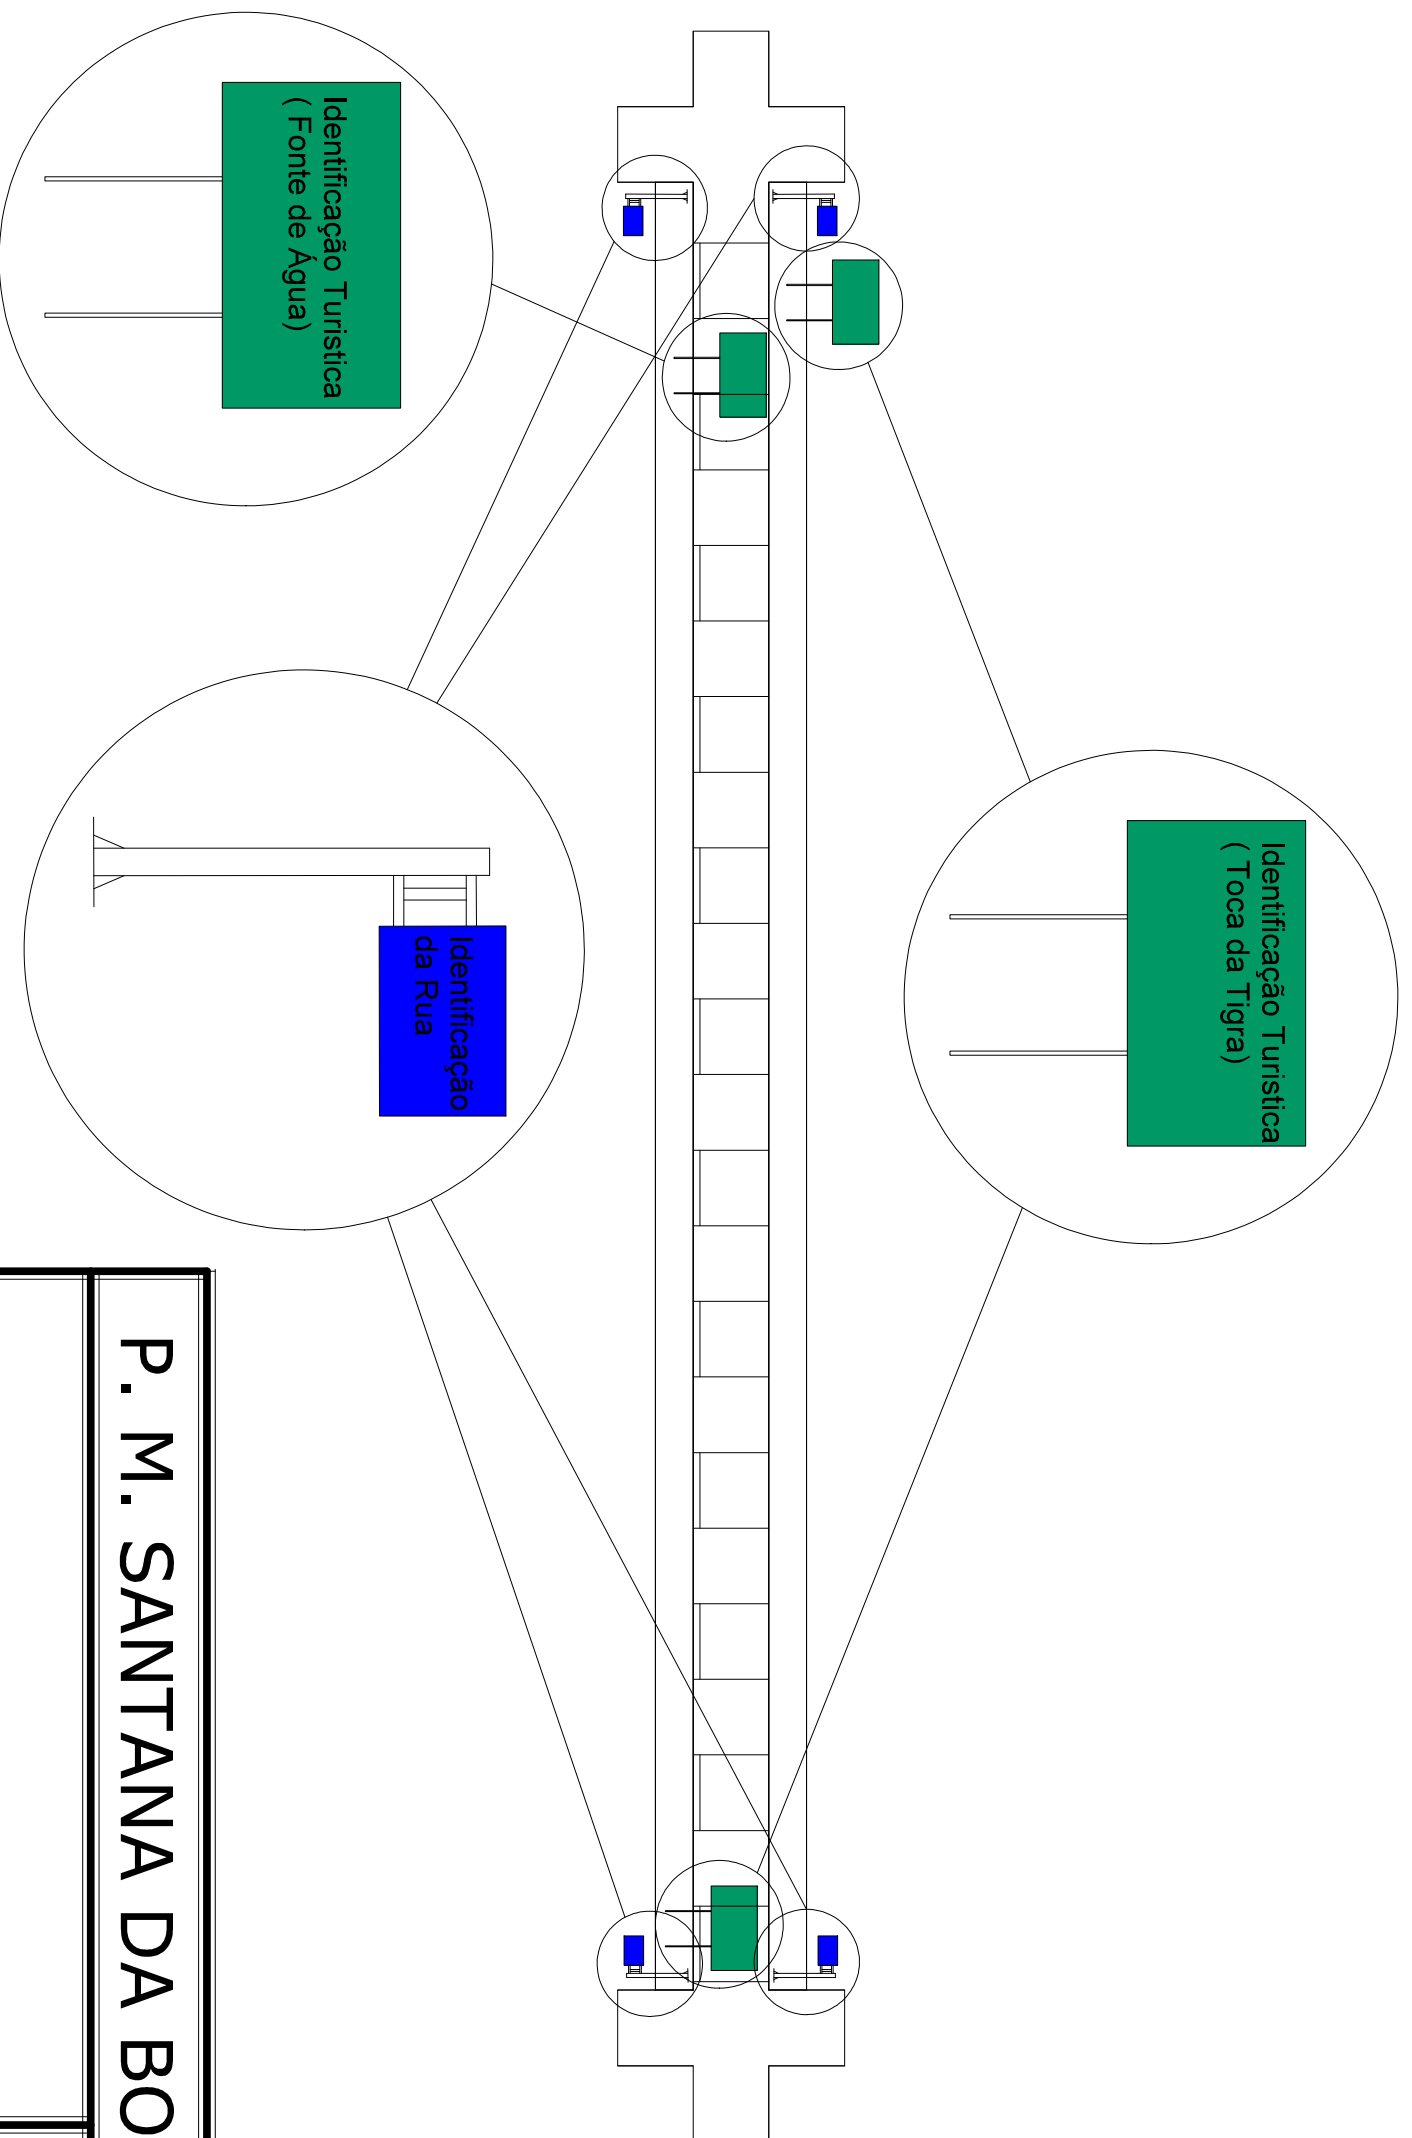 Identificação Turistica
( Fonte de Água)
Identificação
da Rua
Identificação Turistica
( Toca da Tigra)
P. M. SANTANA DA BO